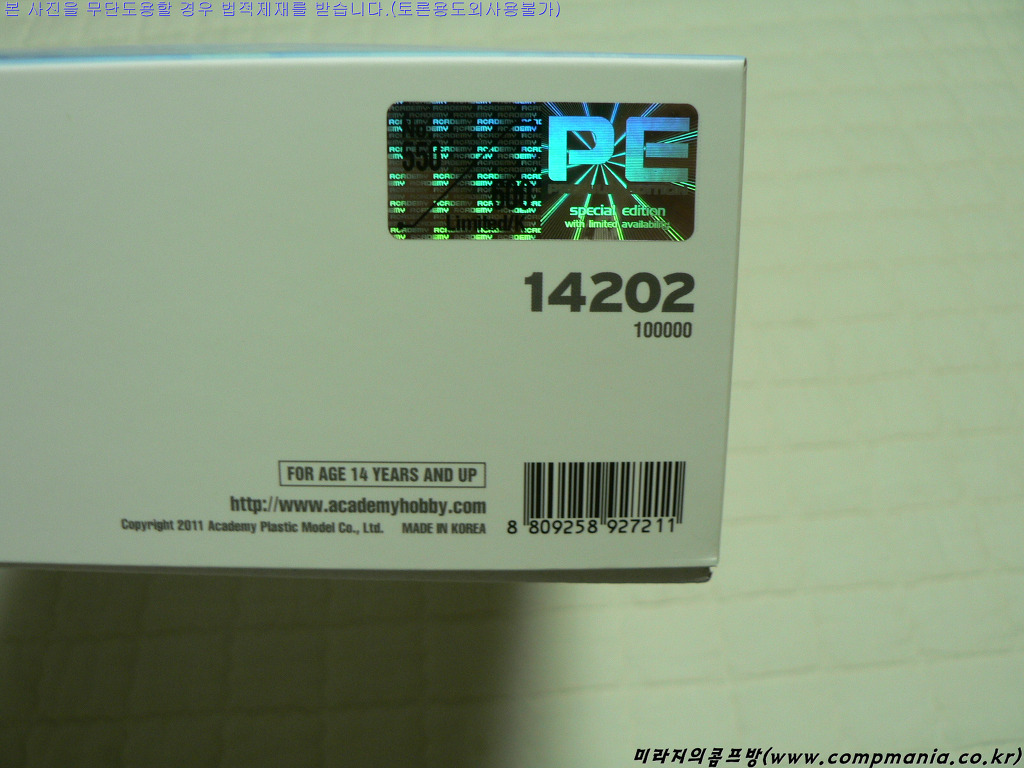 본 사진을 무단도용할 경우 법적제재를 받습니다.(토론용도외사용불가)
ACADEMY
PE
special edition
with limited availability
14202
100000
FOR AGE 14 YEARS AND UP
http://www.academyhobby.com
Copyright 2011 Academy Plastic Model Co., Ltd. MADE IN KOREA
8 809258 927211
미라지의콤프방(www.compmania.co.kr)